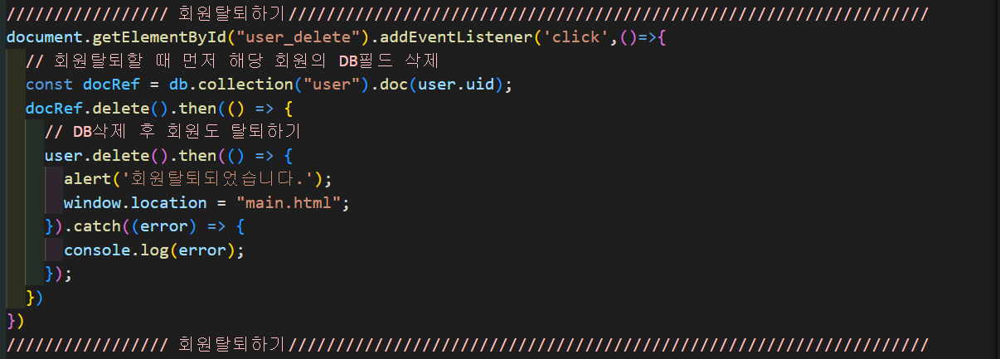 ///////////////// 회원탈퇴하기////////////////////////////////////////////////////////////////////
document.getElementById("user_delete").addEventListener('click',()=>{
  // 회원탈퇴할 때 먼저 해당 회원의 DB필드 삭제
  const docRef = db.collection("user").doc(user.uid);
  docRef.delete().then(() => {
    // DB삭제 후 회원도 탈퇴하기
    user.delete().then(() => {
      alert('회원탈퇴되었습니다.');
      window.location = "main.html";
    }).catch((error) => {
      console.log(error);
    });
  })
})
///////////////// 회원탈퇴하기////////////////////////////////////////////////////////////////////